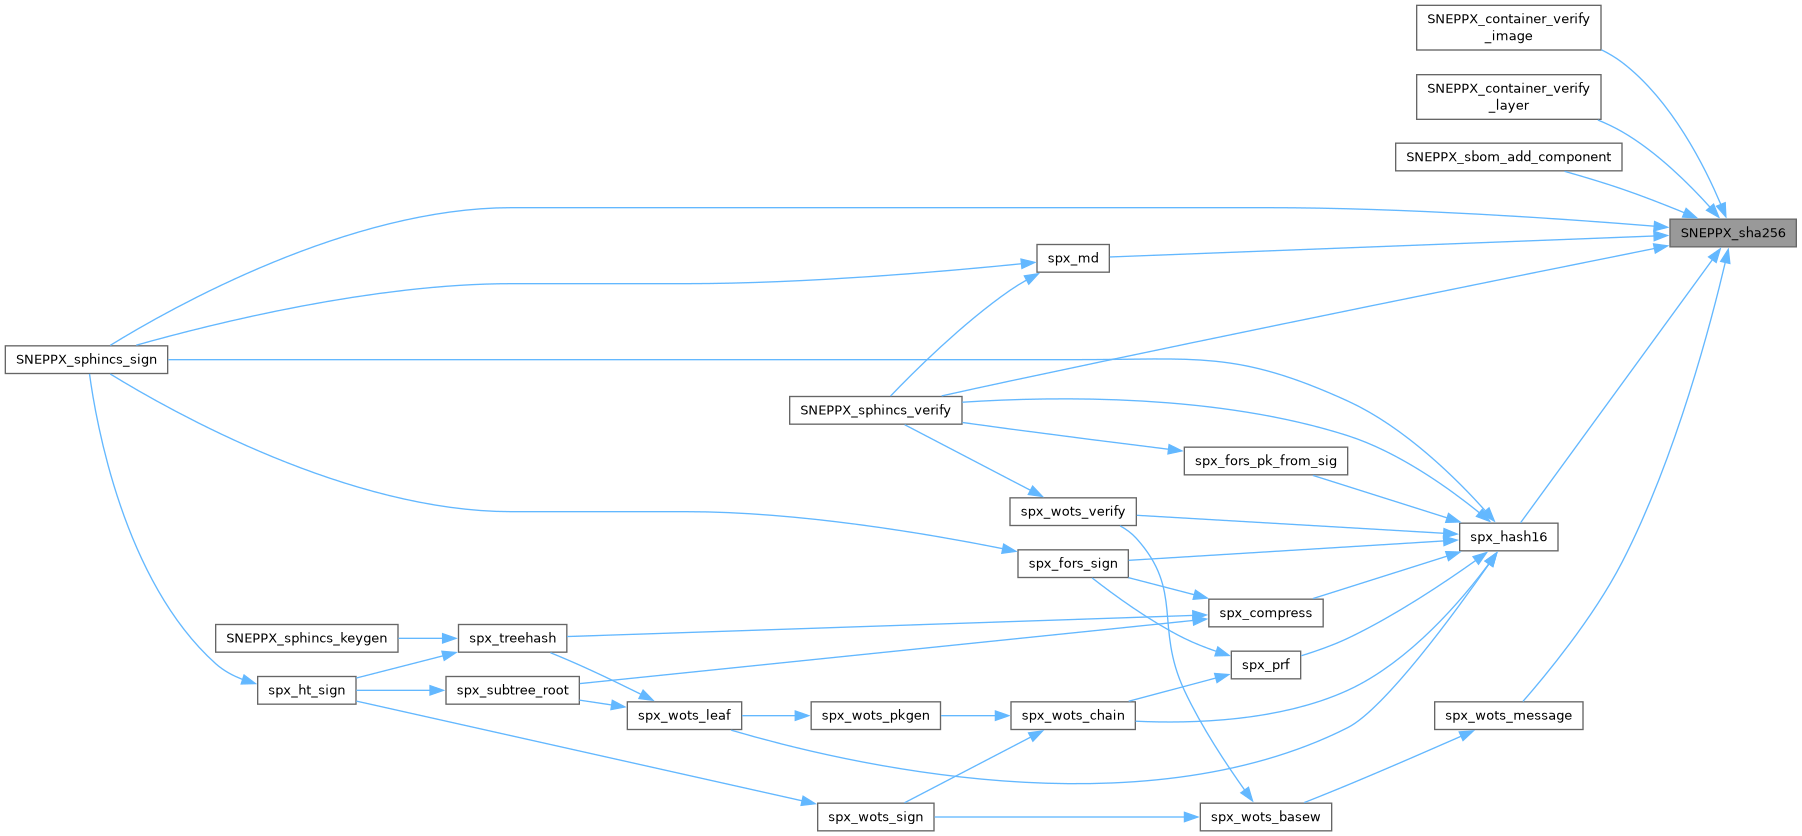 SNEPPX_container_verify
_image
SNEPPX_container_verify
_layer
SNEPPX_sbom_add_component
SNEPPX_sha256
spx_md
SNEPPX_sphincs_sign
SNEPPX_sphincs_verify
spx_fors_pk_from_sig
spx_wots_verify
spx_hash16
spx_fors_sign
spx_compress
SNEPPX_sphincs_keygen
spx_treehash
spx_prf
spx_ht_sign
spx_subtree_root
spx_wots_leaf
spx_wots_pkgen
spx_wots_chain
spx_wots_message
spx_wots_sign
spx_wots_basew